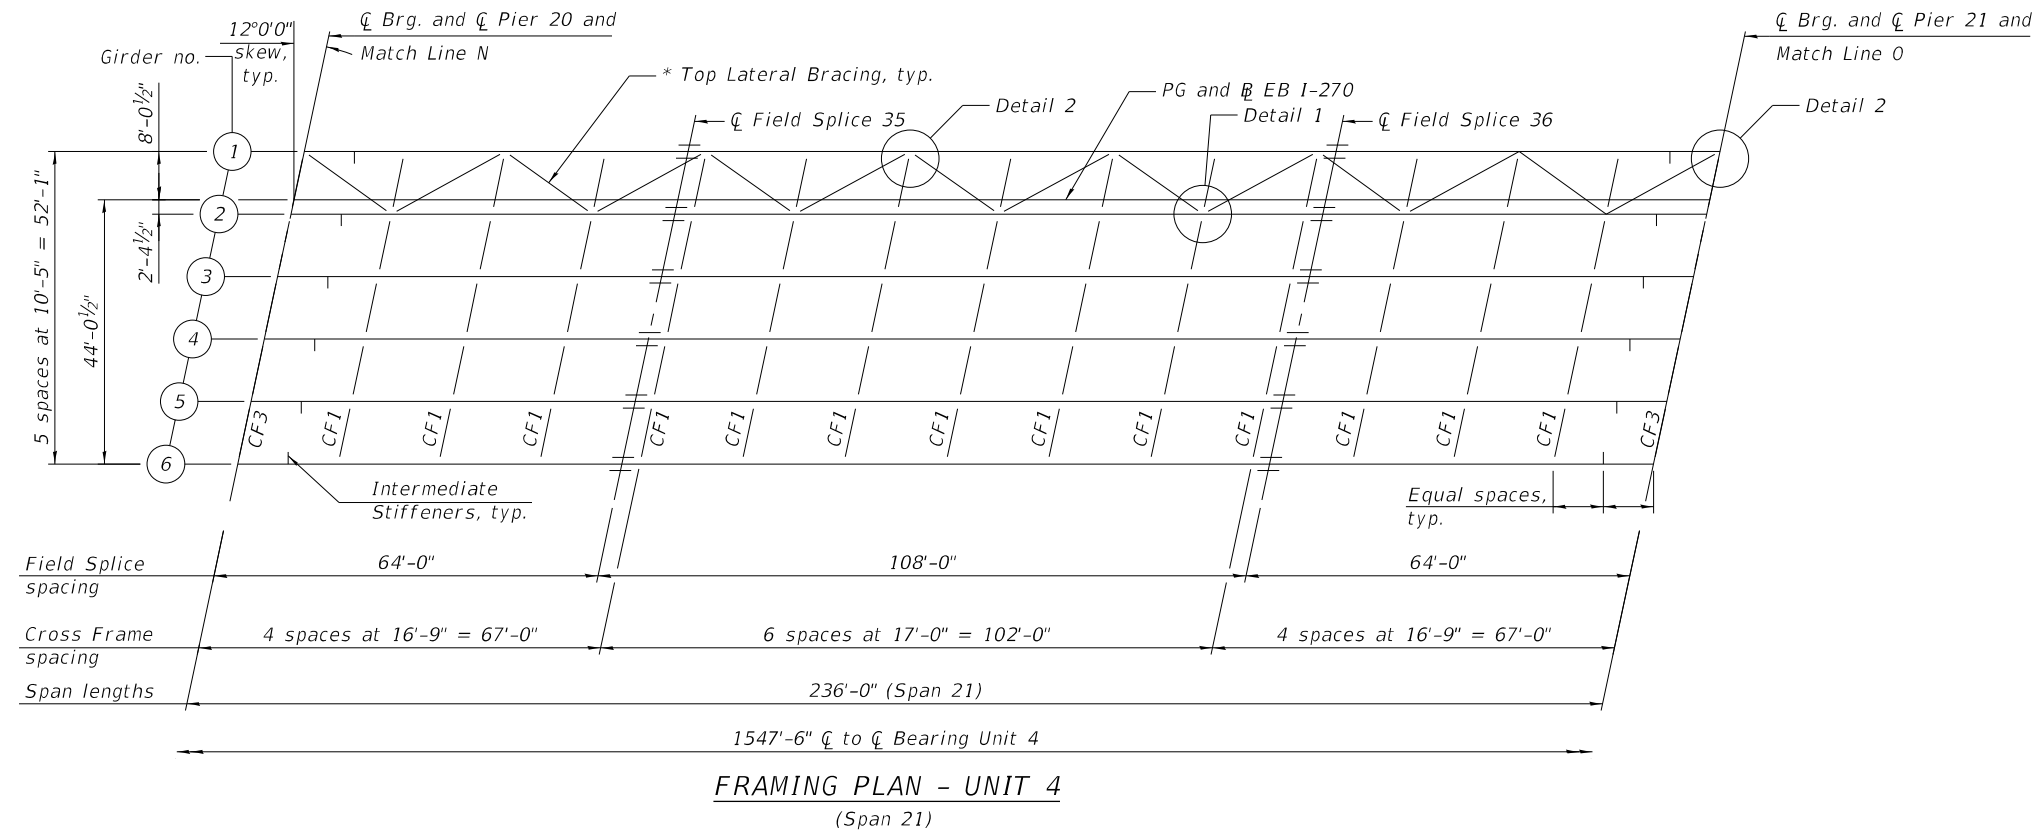 12°0'0"
skew,
typ.
Girder no.
℄ Brg. and ℄ Pier 20 and
Match Line N
* Top Lateral Bracing, typ.
℄ Field Splice 35
Detail 2
PG and ⅊ EB I-270
Detail 1
℄ Field Splice 36
℄ Brg. and ℄ Pier 21 and
Match Line O
Detail 2
8'-0½"
2'-4½"
44'-0½"
5 spaces at 10'-5" = 52'-1"
1
2
3
4
5
6
CF3
CF1
CF1
CF1
CF1
CF1
CF1
CF1
CF1
CF1
CF1
CF1
CF1
CF1
CF3
Intermediate
Stiffeners, typ.
Equal spaces,
typ.
Field Splice
spacing
64'-0"
108'-0"
64'-0"
Cross Frame
spacing
4 spaces at 16'-9" = 67'-0"
6 spaces at 17'-0" = 102'-0"
4 spaces at 16'-9" = 67'-0"
Span lengths
236'-0" (Span 21)
1547'-6" ℄ to ℄ Bearing Unit 4
FRAMING PLAN - UNIT 4
(Span 21)